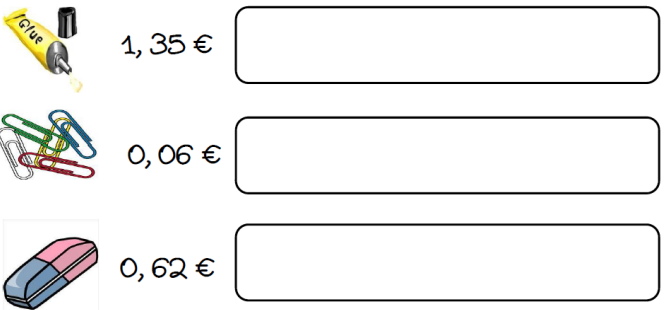 Glue
1, 35 €
0, 06 €
0, 62 €